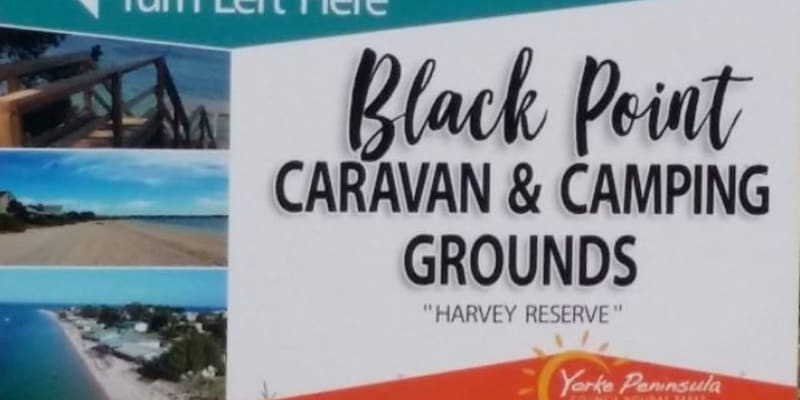 Turn Left Here
Black Point
CARAVAN & CAMPING
GROUNDS
"HARVEY RESERVE"
Yorke Peninsula